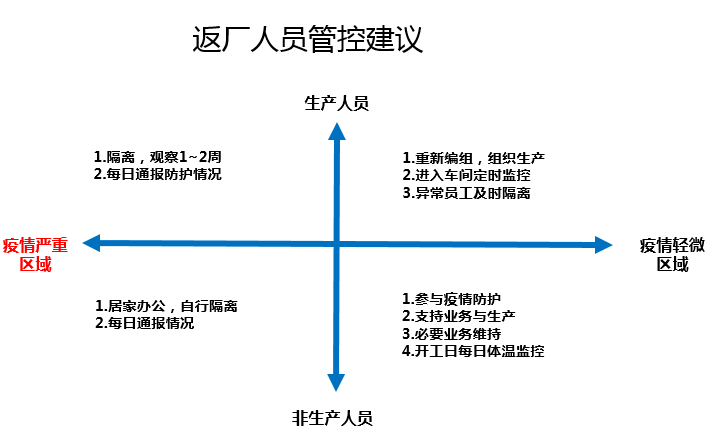 返厂人员管控建议
生产人员
1.隔离，观察1~2周
2.每日通报防护情况
1.重新编组，组织生产
2.进入车间定时监控
3.异常员工及时隔离
疫情严重
区域
疫情轻微
区域
1.居家办公，自行隔离
2.每日通报情况
1.参与疫情防护
2.支持业务与生产
3.必要业务维持
4.开工日每日体温监控
非生产人员